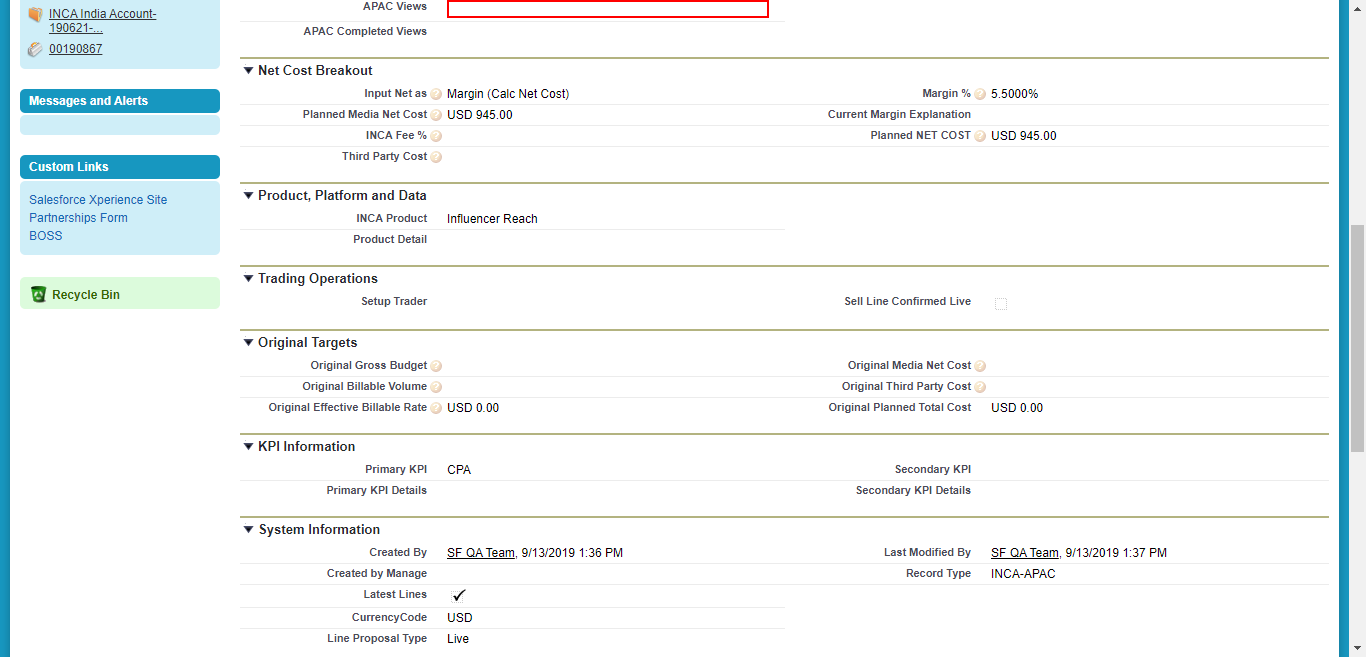 INCA India Account-
190621-...
00190867
Messages and Alerts
Custom Links
Salesforce Xperience Site
Partnerships Form
BOSS
Recycle Bin
APAC Views
APAC Completed Views
Net Cost Breakout
Input Net as ? Margin (Calc Net Cost) Margin % ? 5.5000%
Planned Media Net Cost ? USD 945.00 Current Margin Explanation
INCA Fee % ? Planned NET COST ? USD 945.00
Third Party Cost ?
Product, Platform and Data
INCA Product Influencer Reach
Product Detail
Trading Operations
Setup Trader Sell Line Confirmed Live
Original Targets
Original Gross Budget ? Original Media Net Cost ?
Original Billable Volume ? Original Third Party Cost ?
Original Effective Billable Rate ? USD 0.00 Original Planned Total Cost USD 0.00
KPI Information
Primary KPI CPA Secondary KPI
Primary KPI Details Secondary KPI Details
System Information
Created By SF QA Team, 9/13/2019 1:36 PM Last Modified By SF QA Team, 9/13/2019 1:37 PM
Created by Manage Record Type INCA-APAC
Latest Lines
CurrencyCode USD
Line Proposal Type Live